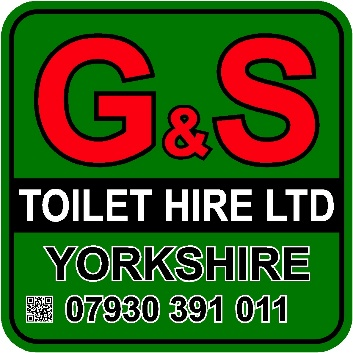 G&S
TOILET HIRE LTD
YORKSHIRE
07930 391 011